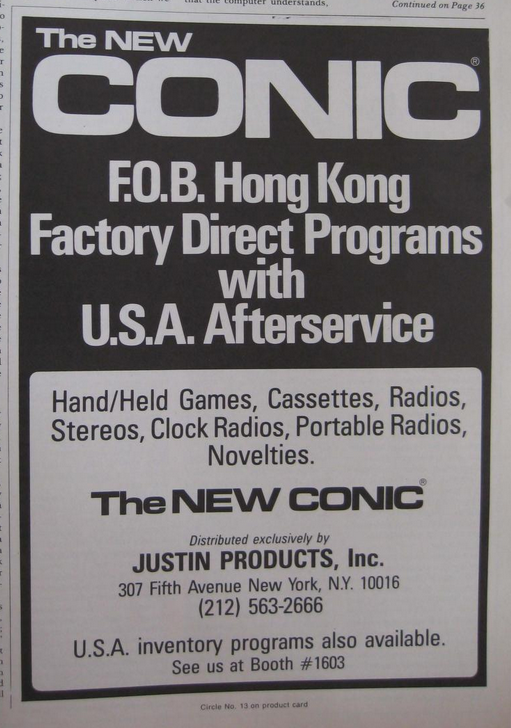 that the computer understands,
Continued on Page 36
The NEW
CONIC®
F.O.B. Hong Kong
Factory Direct Programs
with
U.S.A. Afterservice
Hand/Held Games, Cassettes, Radios,
Stereos, Clock Radios, Portable Radios,
Novelties.
The NEW CONIC®
Distributed exclusively by
JUSTIN PRODUCTS, Inc.
307 Fifth Avenue New York, N.Y. 10016
(212) 563-2666
U.S.A. inventory programs also available.
See us at Booth #1603
Circle No. 13 on product card